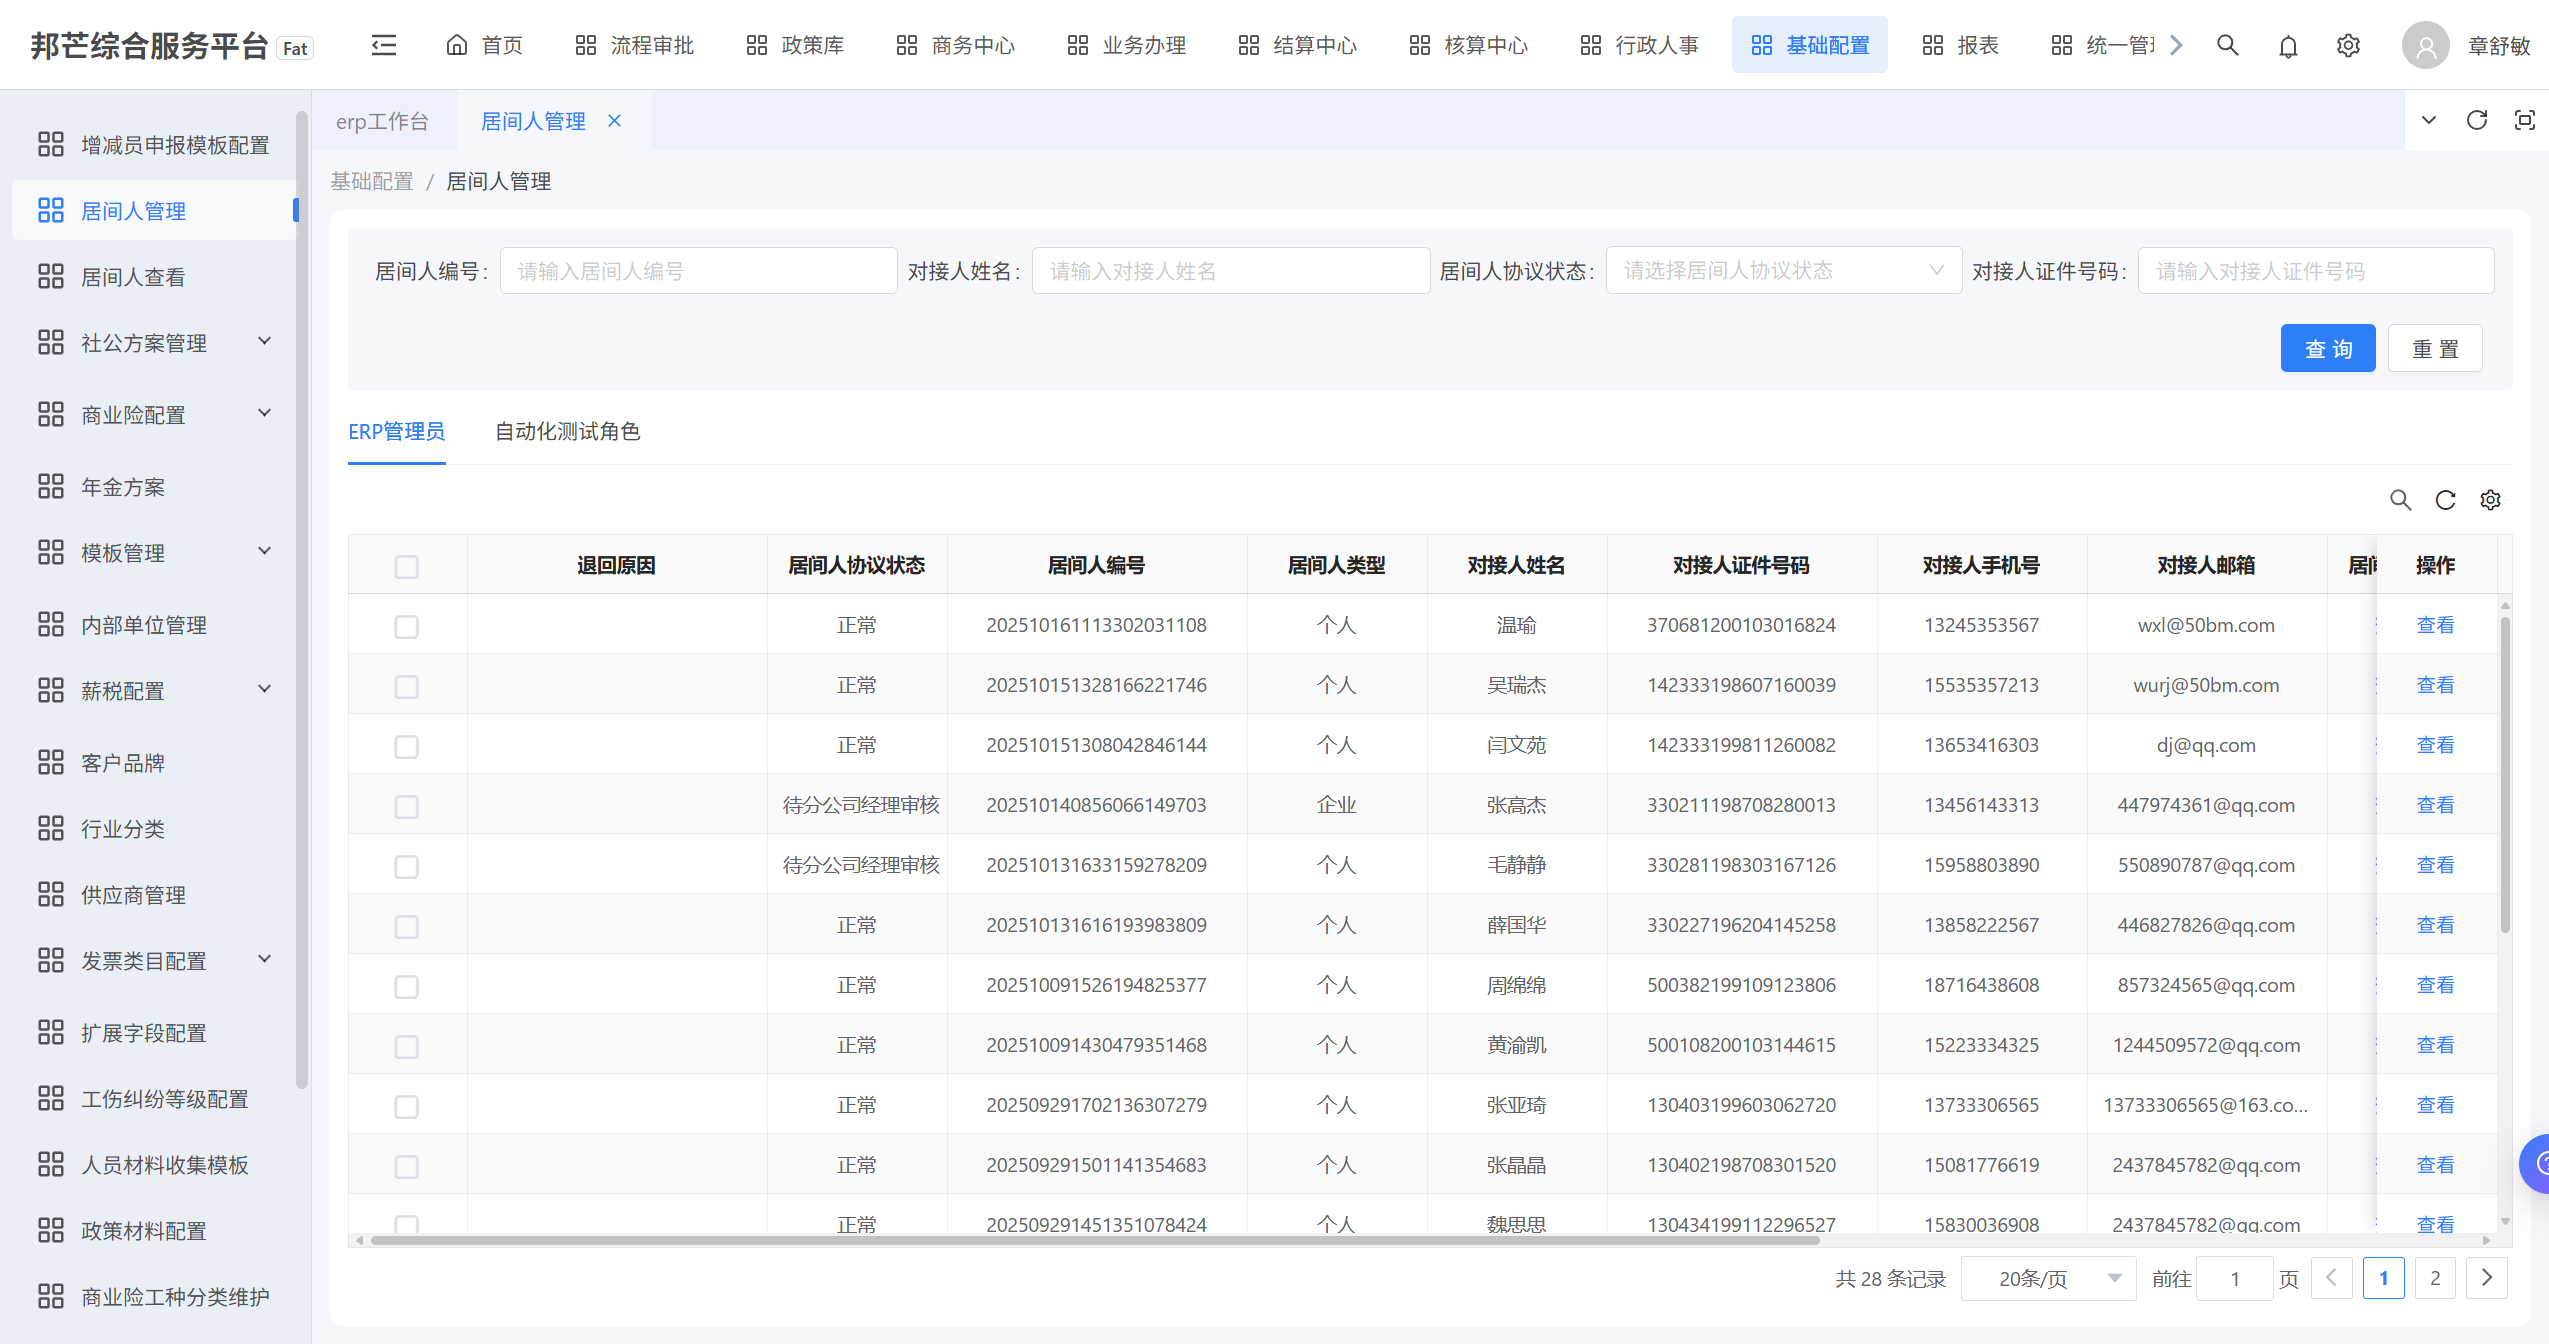 邦芒综合服务平台 Fat 首页 流程审批 政策库 商务中心 业务办理 结算中心 核算中心 行政人事 基础配置 报表 统一管 章舒敏
erp工作台 居间人管理
基础配置 / 居间人管理
增减员申报模板配置
居间人管理
居间人查看
社公方案管理
商业险配置
年金方案
模板管理
内部单位管理
薪税配置
客户品牌
行业分类
供应商管理
发票类目配置
扩展字段配置
工伤纠纷等级配置
人员材料收集模板
政策材料配置
商业险工种分类维护
居间人编号: 请输入居间人编号 对接人姓名: 请输入对接人姓名 居间人协议状态: 请选择居间人协议状态 对接人证件号码: 请输入对接人证件号码
查 询 重 置
ERP管理员 自动化测试角色
退回原因 居间人协议状态 居间人编号 居间人类型 对接人姓名 对接人证件号码 对接人手机号 对接人邮箱 居间 操作
正常 202510161113302031108 个人 温瑜 370681200103016824 13245353567 wxl@50bm.com 查看
正常 202510151328166221746 个人 吴瑞杰 142333198607160039 15535357213 wurj@50bm.com 查看
正常 202510151308042846144 个人 闫文苑 142333199811260082 13653416303 dj@qq.com 查看
待分公司经理审核 202510140856066149703 企业 张高杰 330211198708280013 13456143313 447974361@qq.com 查看
待分公司经理审核 202510131633159278209 个人 毛静静 330281198303167126 15958803890 550890787@qq.com 查看
正常 202510131616193983809 个人 薛国华 330227196204145258 13858222567 446827826@qq.com 查看
正常 202510091526194825377 个人 周绵绵 500382199109123806 18716438608 857324565@qq.com 查看
正常 202510091430479351468 个人 黄渝凯 500108200103144615 15223334325 1244509572@qq.com 查看
正常 202509291702136307279 个人 张亚琦 130403199603062720 13733306565 13733306565@163.co... 查看
正常 202509291501141354683 个人 张晶晶 130402198708301520 15081776619 2437845782@qq.com 查看
正常 202509291451351078424 个人 魏思思 130434199112296527 15830036908 2437845782@qq.com 查看
共 28 条记录 20条/页 前往 1 页 1 2